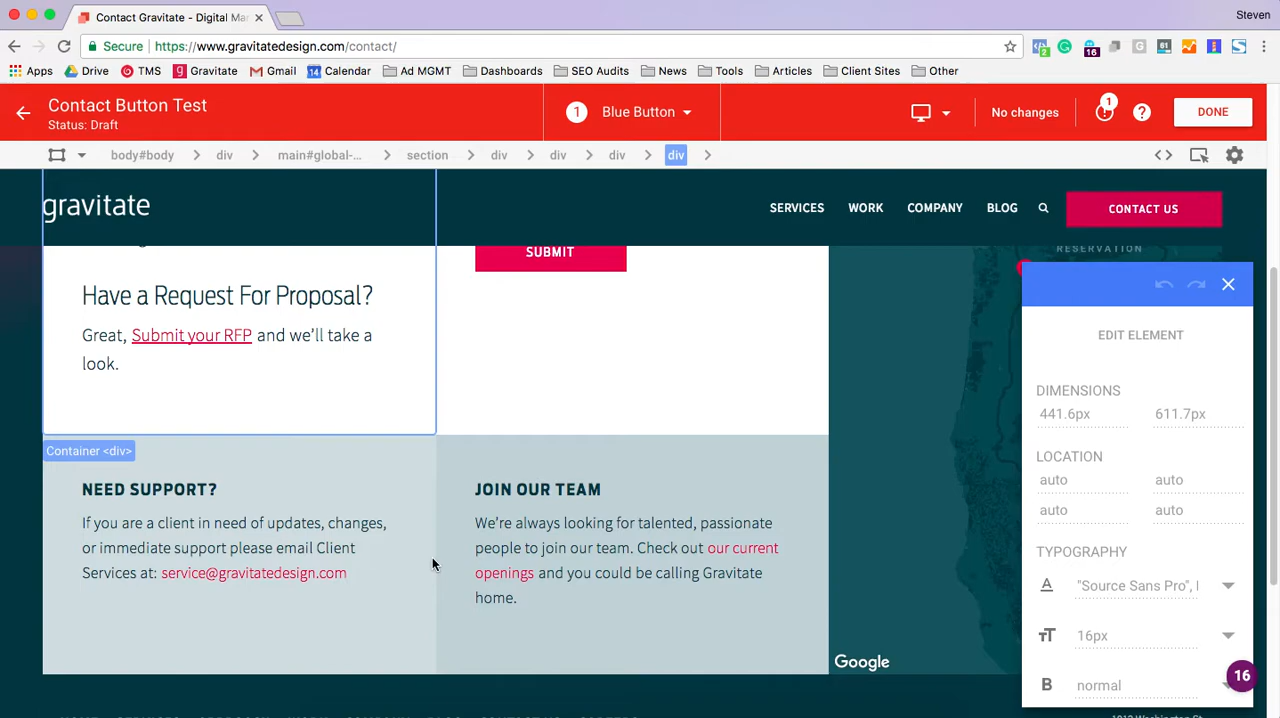 Contact Gravitate - Digital Ma
Steven
Secure
https://www.gravitatedesign.com/contact/
2
16
Apps
Drive
TMS
Gravitate
Gmail
14
Calendar
Ad MGMT
Dashboards
SEO Audits
News
Tools
Articles
Client Sites
Other
Contact Button Test
Status: Draft
1
Blue Button
No changes
1
DONE
body#body
div
main#global-...
section
div
div
div
div
gravitate
SERVICES
WORK
COMPANY
BLOG
CONTACT US
RESERVATION
SUBMIT
Have a Request For Proposal?
Great, Submit your RFP and we'll take a
look.
Container <div>
NEED SUPPORT?
If you are a client in need of updates, changes,
or immediate support please email Client
Services at: service@gravitatedesign.com
JOIN OUR TEAM
We're always looking for talented, passionate
people to join our team. Check out our current
openings and you could be calling Gravitate
home.
Google
EDIT ELEMENT
DIMENSIONS
441.6px 611.7px
LOCATION
auto auto
auto auto
TYPOGRAPHY
"Source Sans Pro",
16px
B normal
16